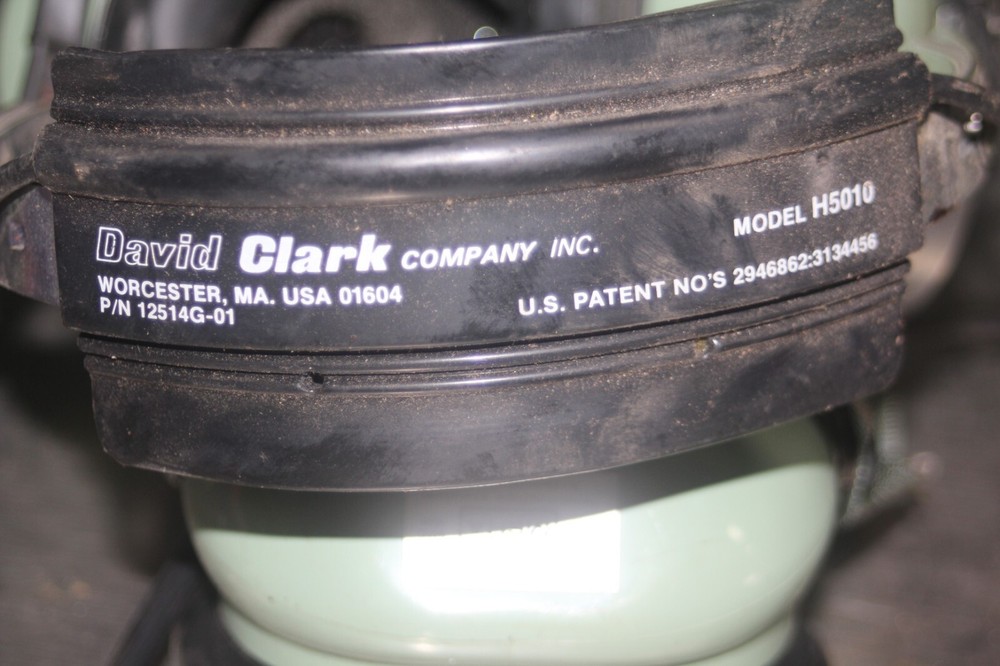 David Clark COMPANY INC.
WORCESTER, MA. USA 01604
P/N 12514G-01
MODEL H5010
U.S. PATENT NO'S 2946862:3134456